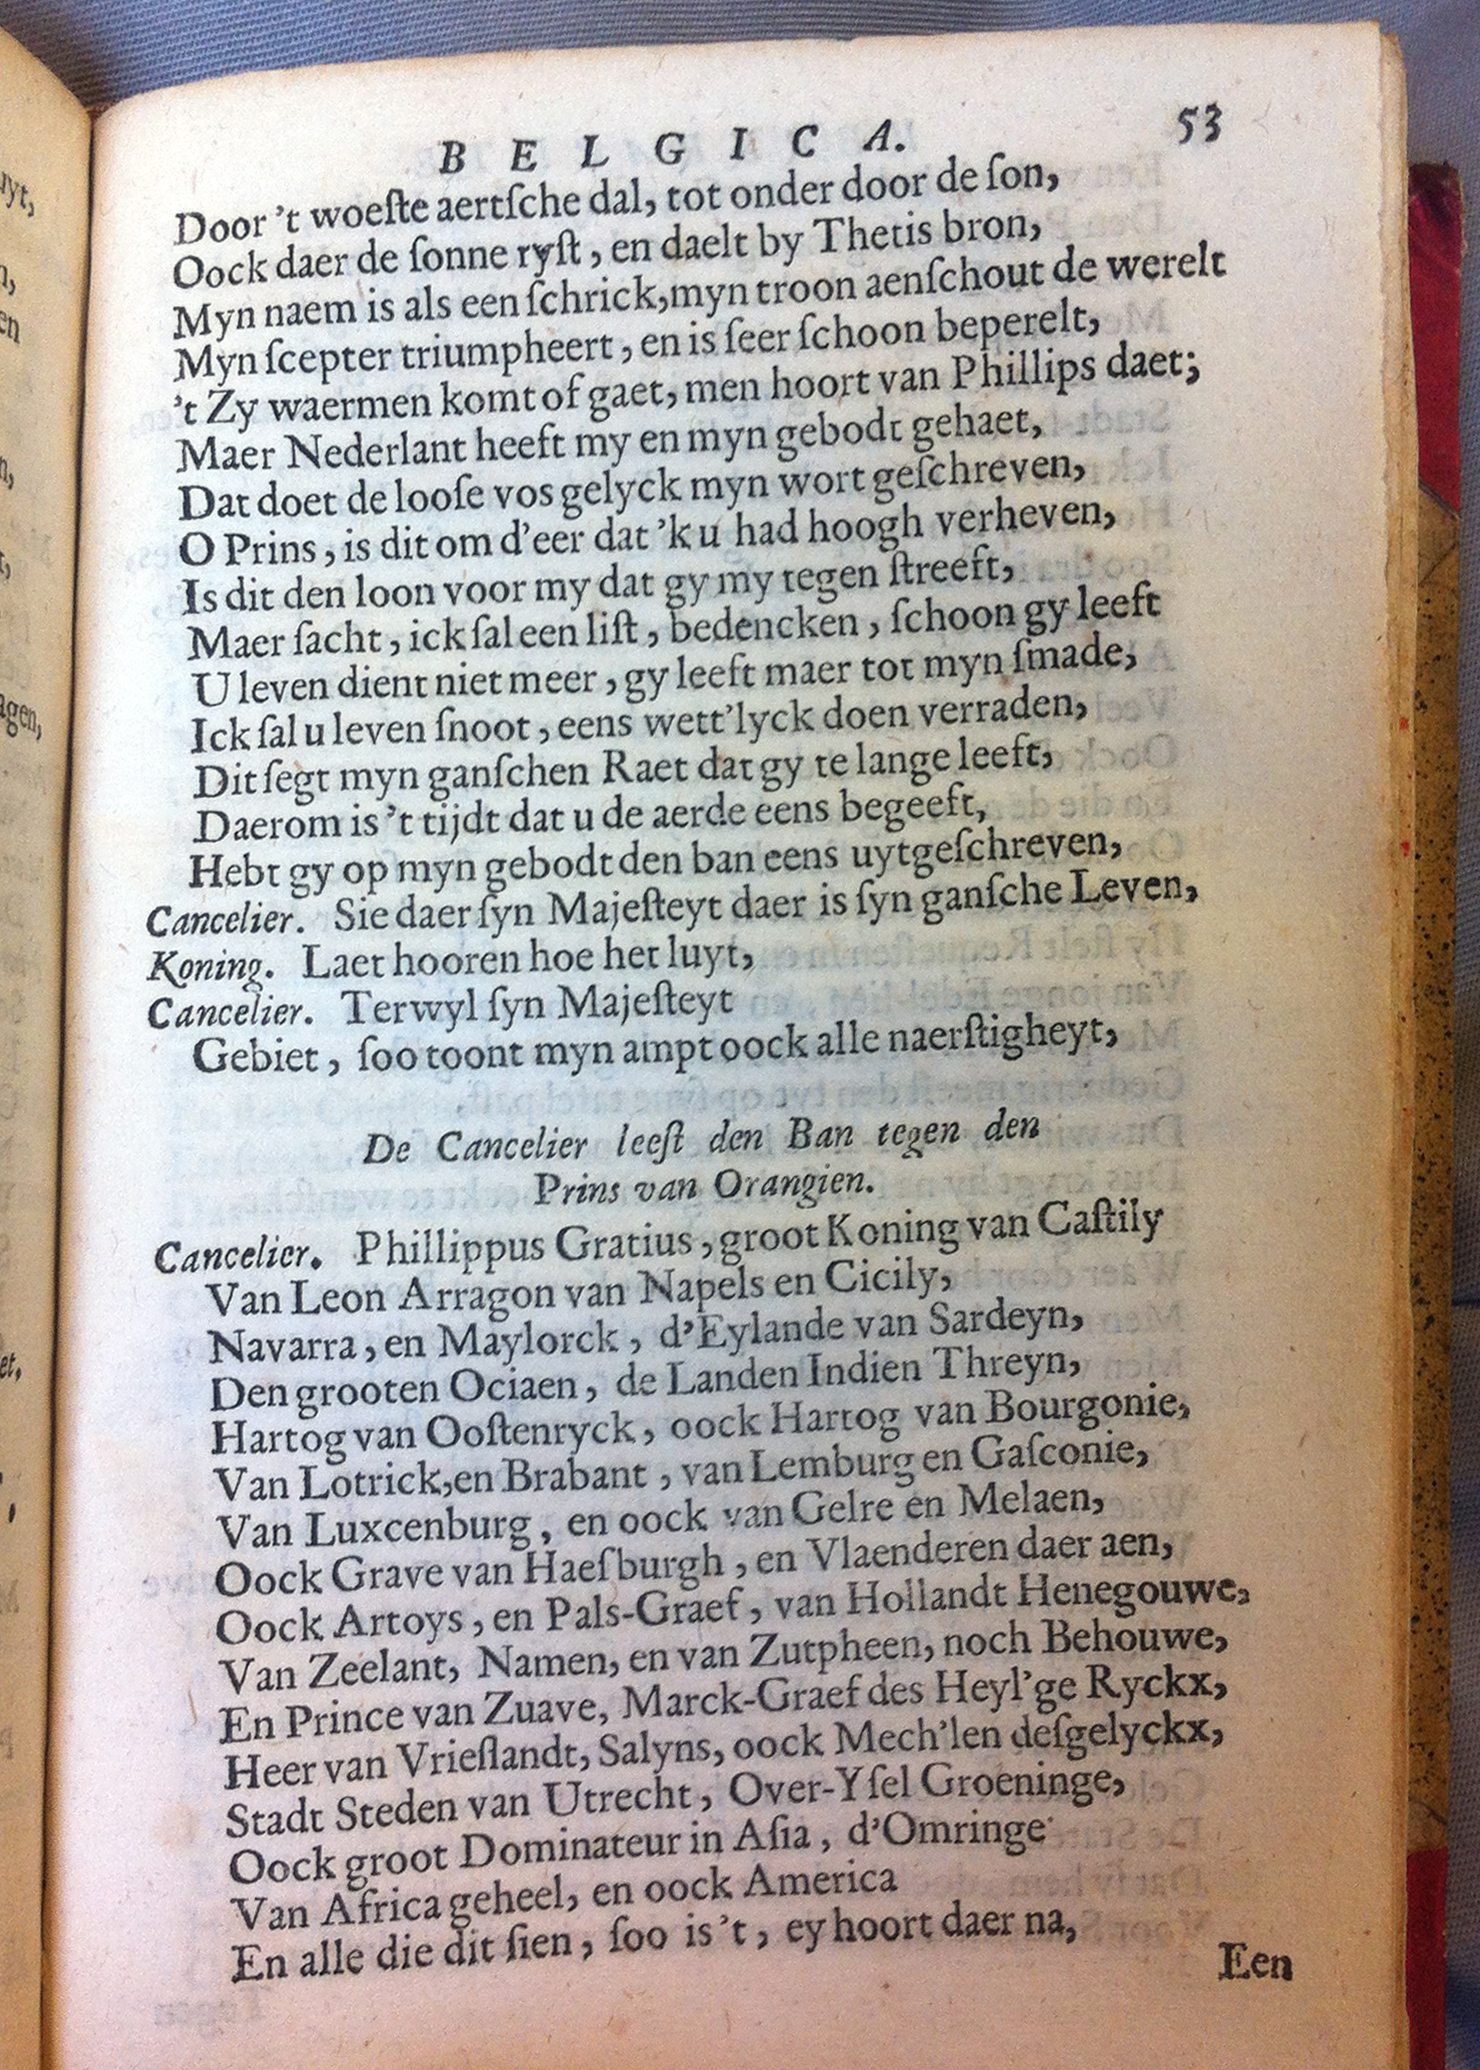 BELGICA. 53
Door 't woeſte aertſche dal, tot onder door de ſon,
Oock daer de ſonne ryſt, en daelt by Thetis bron,
Myn naem is als een ſchrick, myn troon aenſchout de werelt
Myn ſcepter triumpheert, en is ſeer ſchoon beperelt,
't Zy waermen komt of gaet, men hoort van Phillips daet;
Maer Nederlant heeft my en myn gebodt gehaet,
Dat doet de looſe vos gelyck myn wort geſchreven,
O Prins, is dit om d'eer dat 'k u had hoogh verheven,
Is dit den loon voor my dat gy my tegen ſtreeft,
Maer ſacht, ick ſal een liſt, bedencken, ſchoon gy leeft
U leven dient niet meer, gy leeft maer tot myn ſmade,
Ick ſal u leven ſnoot, eens wett'lyck doen verraden,
Dit ſegt myn ganſchen Raet dat gy te lange leeft,
Daerom is 't tijdt dat u de aerde eens begeeft,
Hebt gy op myn gebodt den ban eens uytgeſchreven,
Cancelier. Sie daer ſyn Majeſteyt daer is ſyn ganſche Leven,
Koning. Laet hooren hoe het luyt,
Cancelier. Terwyl ſyn Majeſteyt
Gebiet, ſoo toont myn ampt oock alle naerſtigheyt,
De Cancelier leeſt den Ban tegen den
Prins van Orangien.
Cancelier. Phillippus Gratius, groot Koning van Caſtily
Van Leon Arragon van Napels en Cicily,
Navarra, en Maylorck, d'Eylande van Sardeyn,
Den grooten Ociaen, de Landen Indien Threyn,
Hartog van Ooſtenryck, oock Hartog van Bourgonie,
Van Lotrick, en Brabant, van Lemburg en Gaſconie,
Van Luxcenburg, en oock van Gelre en Melaen,
Oock Grave van Haeſburgh, en Vlaenderen daer aen,
Oock Artoys, en Pals-Graef, van Hollandt Henegouwe,
Van Zeelant, Namen, en van Zutpheen, noch Behouwe,
En Prince van Zuave, Marck-Graef des Heyl'ge Ryckx,
Heer van Vrieſlandt, Salyns, oock Mech'len deſgelyckx,
Stadt Steden van Utrecht, Over-Yſel Groeninge,
Oock groot Dominateur in Aſia, d'Omringe
Van Africa geheel, en oock America
En alle die dit ſien, ſoo is 't, ey hoort daer na,
Een